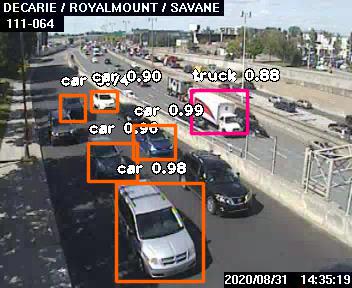 DECARIE / ROYALMOUNT / SAVANE
111-064
car 0.90
truck 0.88
car 0.99
car 0.96
car 0.98
2020/08/31 14:35:19